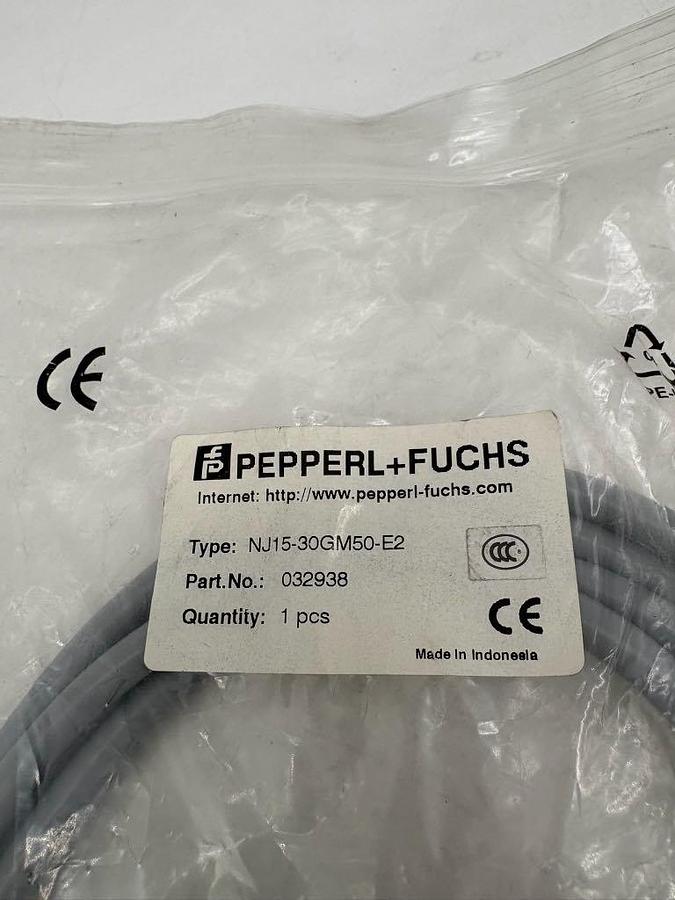 CE
PEPPERL+FUCHS
Internet: http://www.pepperl-fuchs.com
Type: NJ15-30GM50-E2
Part.No.: 032938
Quantity: 1 pcs
CCC
CE
Made in Indonesia